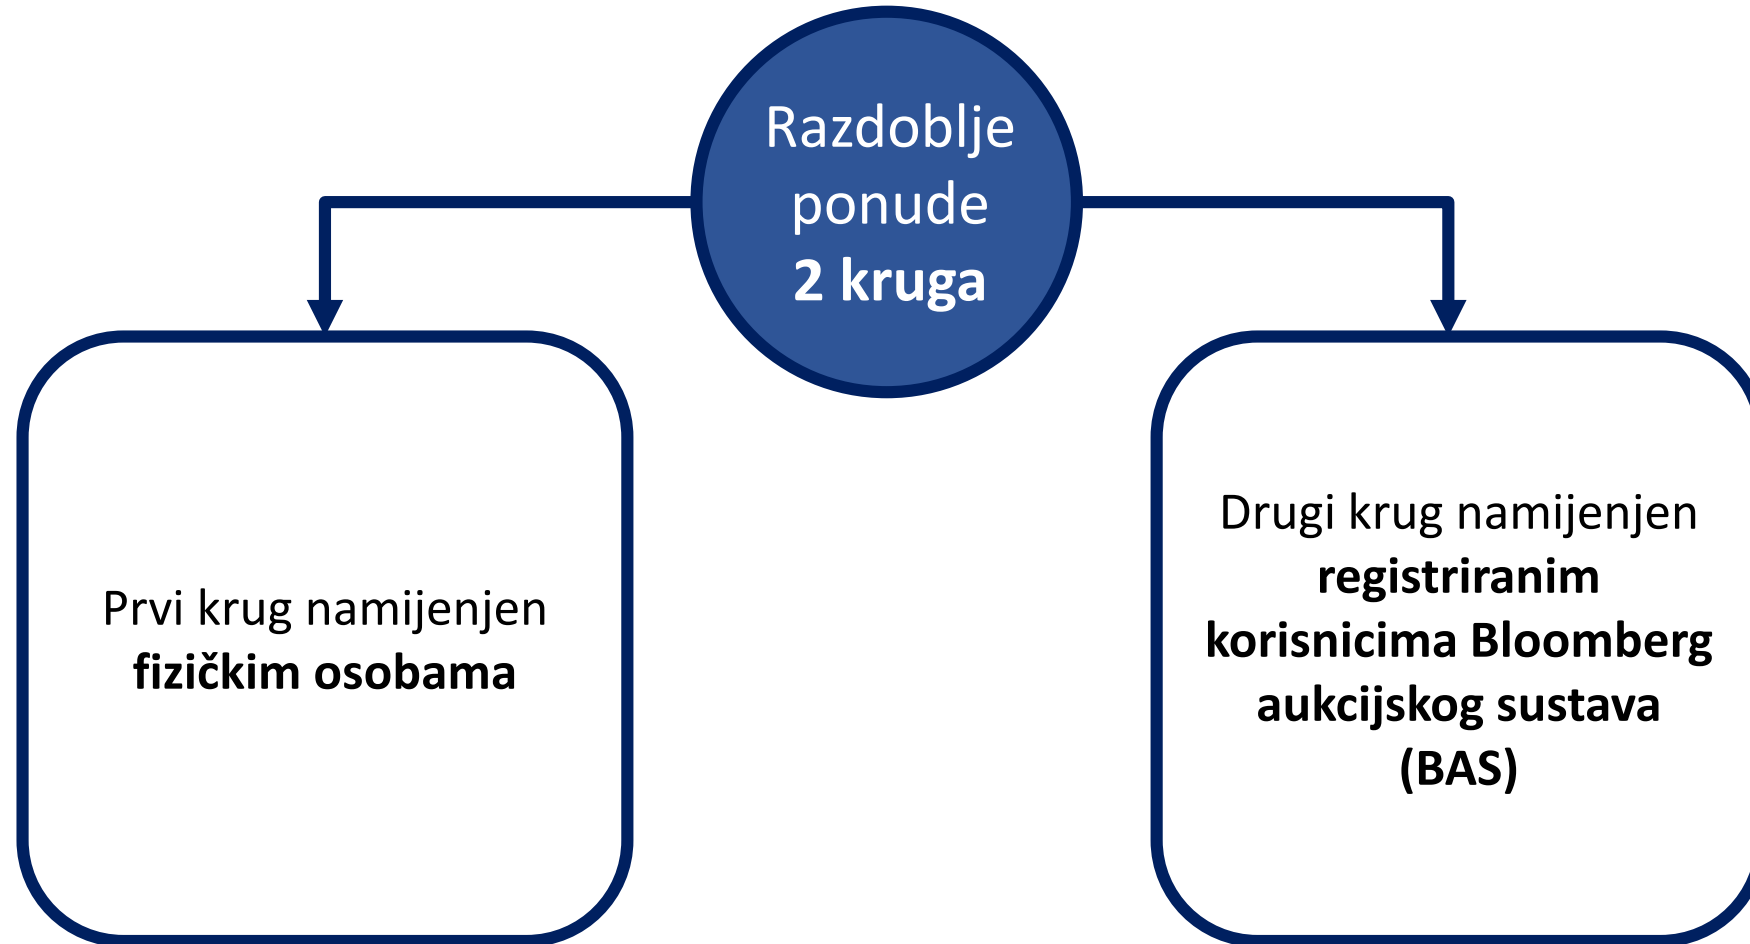 Razdoblje
ponude
2 kruga
Prvi krug namijenjen
fizičkim osobama
Drugi krug namijenjen
registriranim
korisnicima Bloomberg
aukcijskog sustava
(BAS)